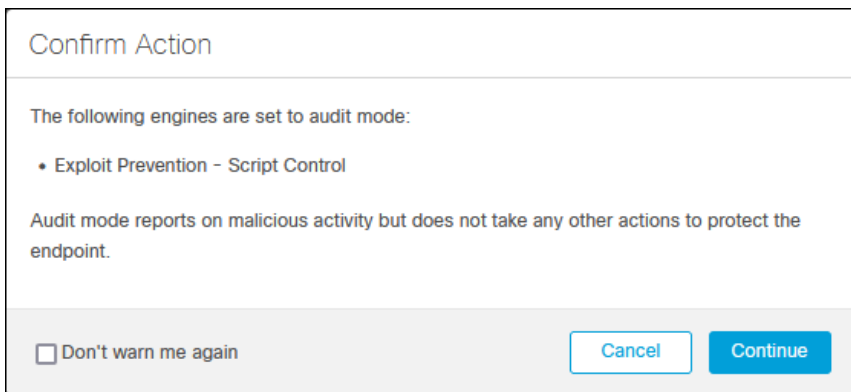 Confirm Action
The following engines are set to audit mode:
• Exploit Prevention - Script Control
Audit mode reports on malicious activity but does not take any other actions to protect the
endpoint.
Don't warn me again
Cancel
Continue